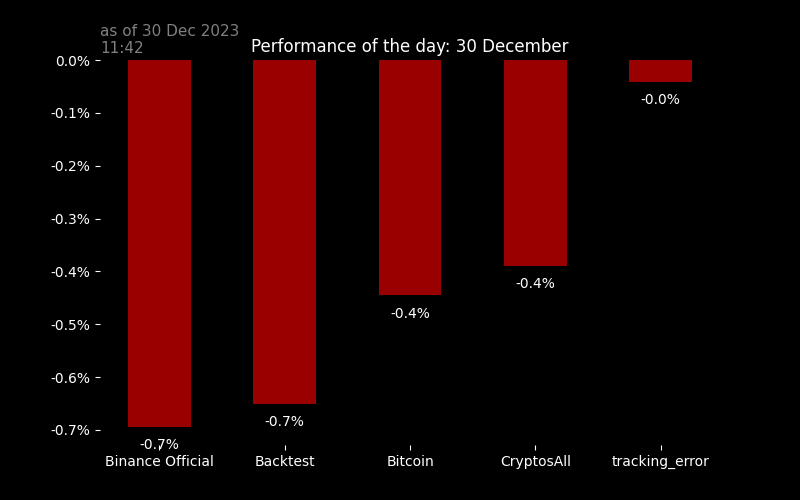 as of 30 Dec 2023
11:42
Performance of the day: 30 December
0.0%
-0.1%
-0.2%
-0.3%
-0.4%
-0.5%
-0.6%
-0.7%
-0.7%
-0.7%
-0.4%
-0.4%
-0.0%
Binance Official
Backtest
Bitcoin
CryptosAll
tracking_error